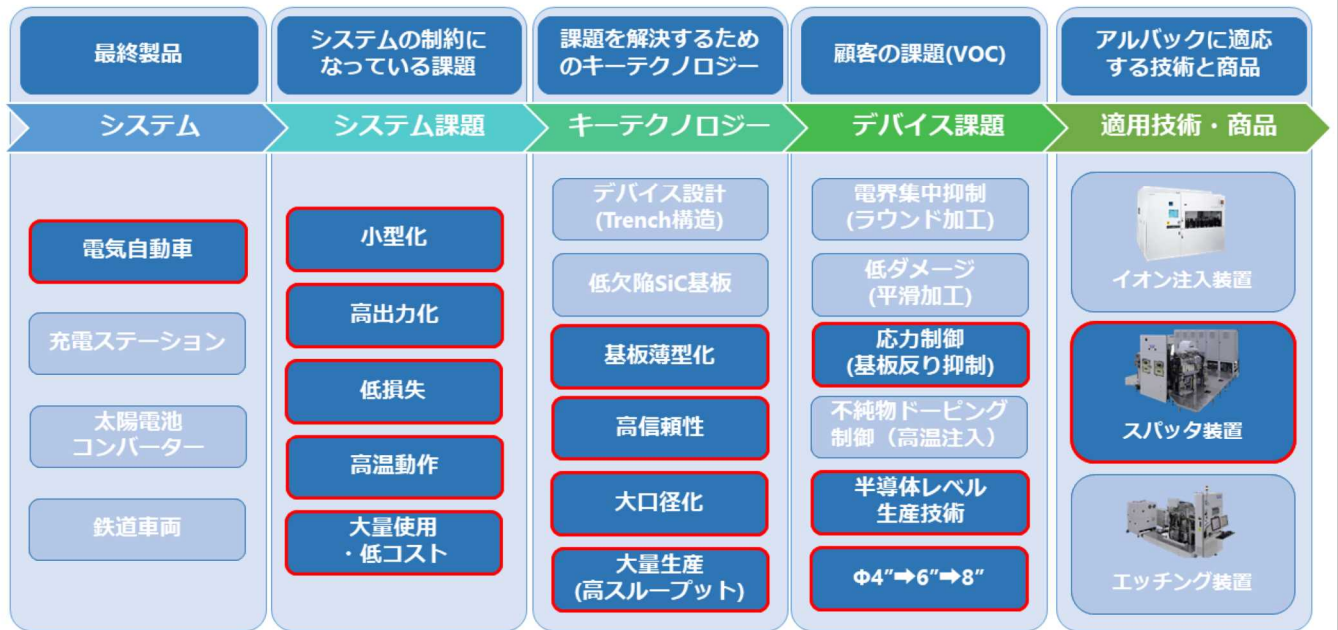 最終製品
システムの制約に
なっている課題
課題を解決するため
のキーテクノロジー
顧客の課題(VOC)
アルバックに適応
する技術と商品
システム
システム課題
キーテクノロジー
デバイス課題
適用技術・商品
電気自動車
充電ステーション
太陽電池
コンバーター
鉄道車両
小型化
高出力化
低損失
高温動作
大量使用
・低コスト
デバイス設計
(Trench構造)
低欠陥SiC基板
基板薄型化
高信頼性
大口径化
大量生産
(高スループット)
電界集中抑制
(ラウンド加工)
低ダメージ
(平滑加工)
応力制御
(基板反り抑制)
不純物ドーピング
制御（高温注入）
半導体レベル
生産技術
Φ4”➡6”➡8”
イオン注入装置
スパッタ装置
エッチング装置